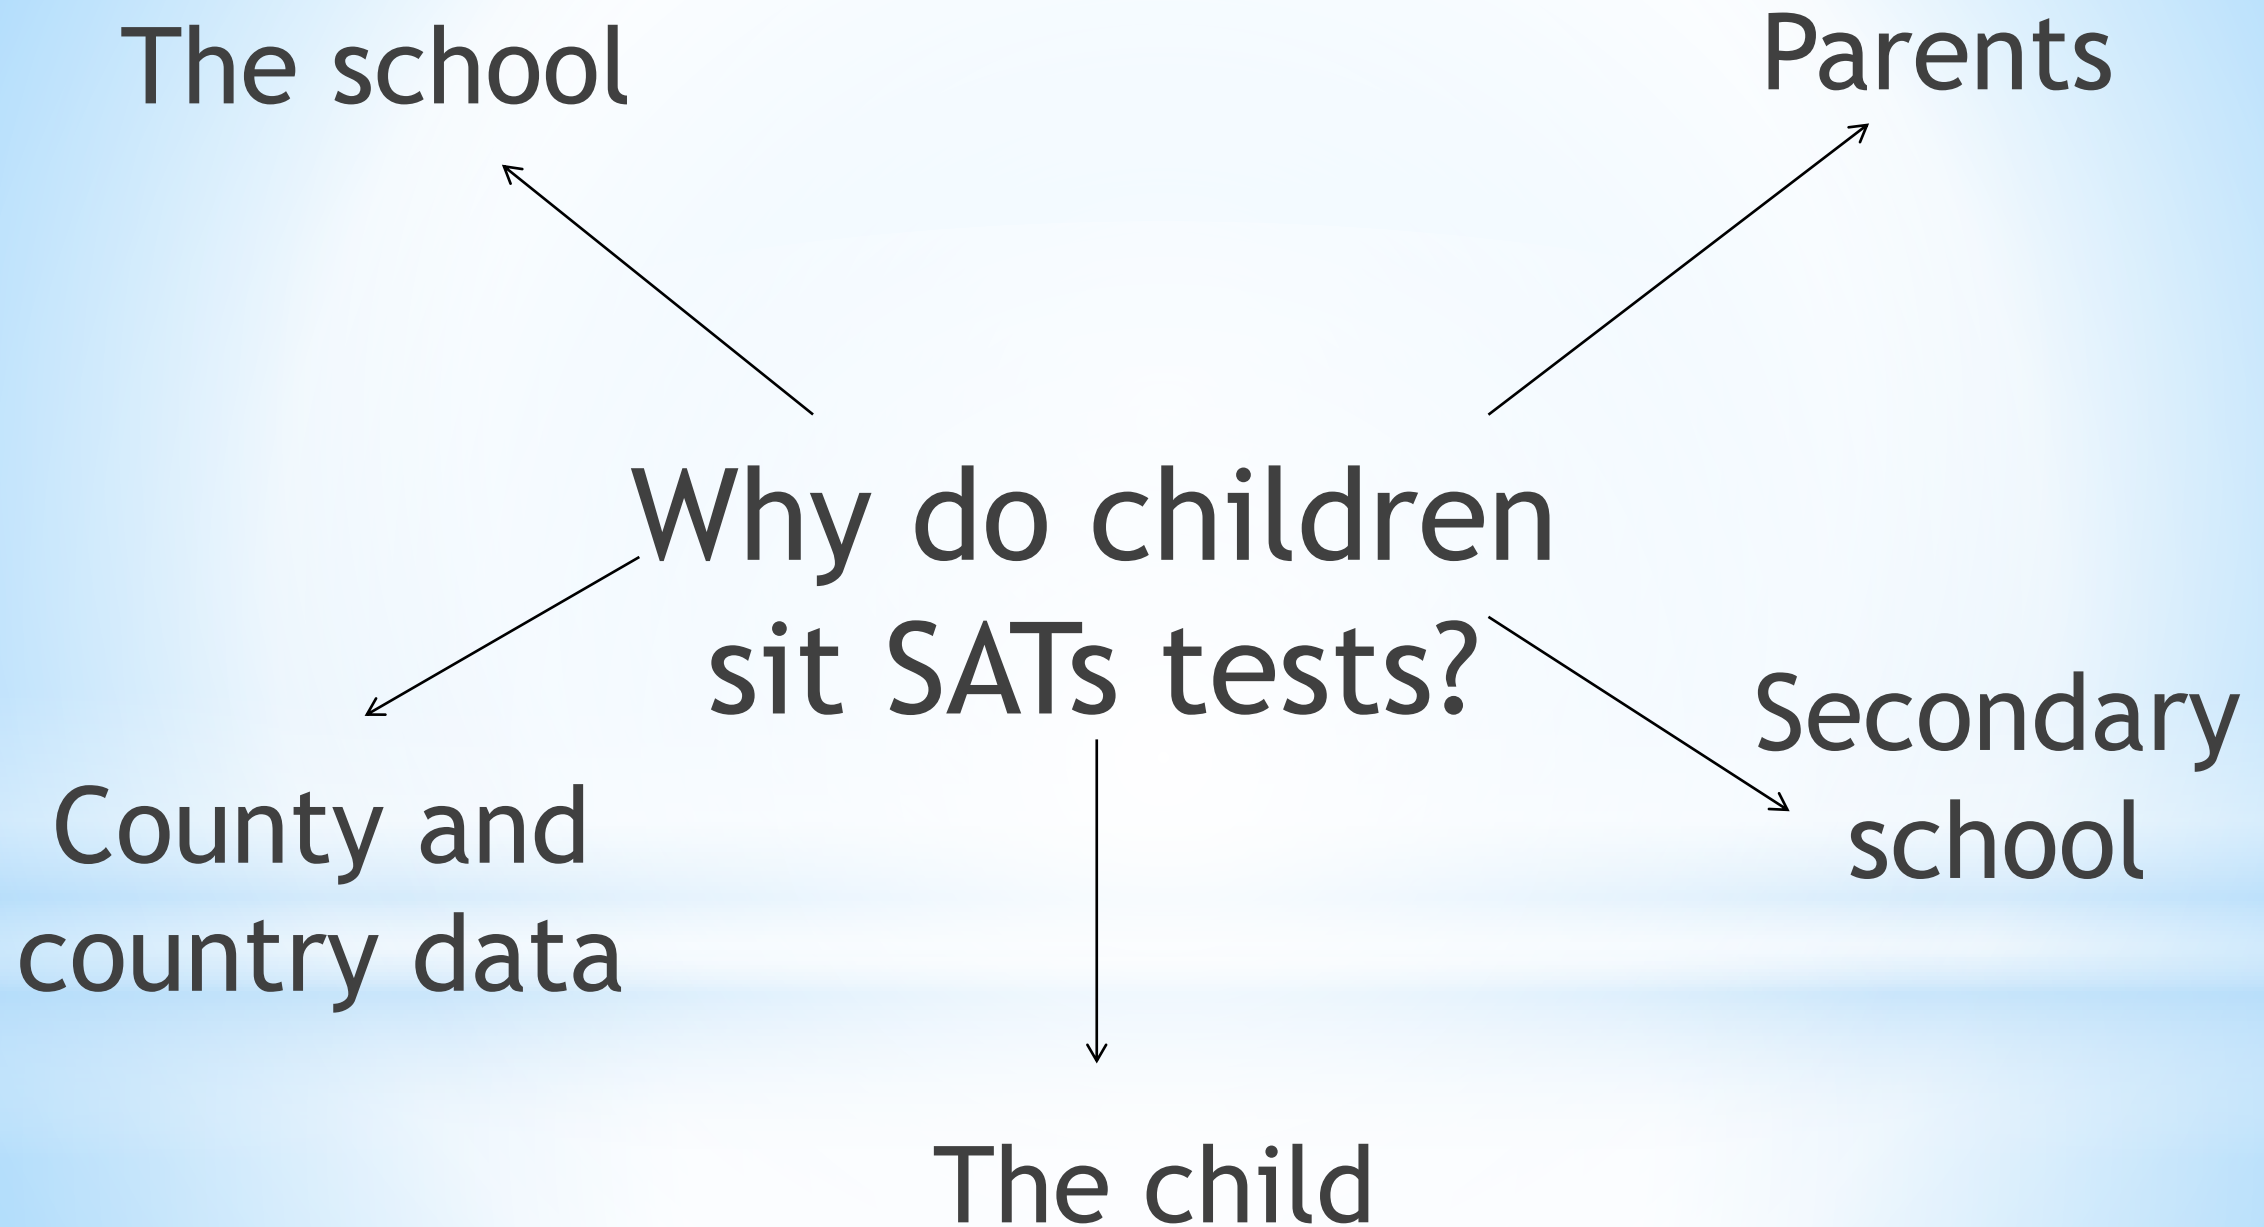 The school
Parents
Why do children
sit SATs tests?
Secondary
school
County and
country data
The child